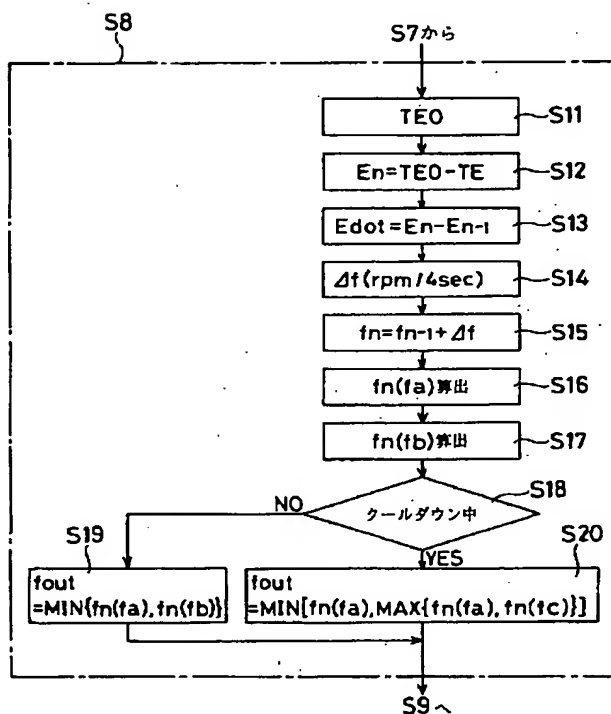 S8
S7から
TEO
S11
En=TEO-TE
S12
Edot=En-En-1
S13
Δf(rpm/4sec)
S14
fn=fn-1+Δf
S15
fn(fa)算出
S16
fn(fb)算出
S17
クールダウン中
S18
NO
YES
S19
fout
=MIN{fn(fa),fn(fb)}
S20
fout
=MIN[fn(fa),MAX{fn(fa),fn(fc)}]
S9へ